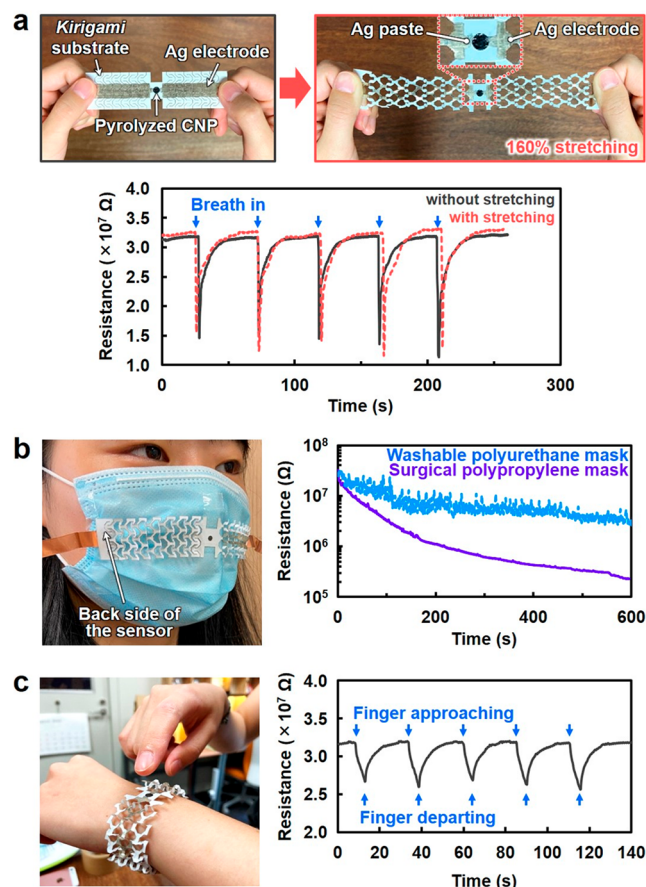 a
Kirigami
substrate
Ag electrode
Pyrolyzed CNP
Ag paste
Ag electrode
160% stretching
Resistance (×10⁷ Ω)
4.0
3.5
3.0
2.5
2.0
1.5
1.0
Breath in
without stretching
with stretching
0
100
200
300
Time (s)
b
Back side of
the sensor
Resistance (Ω)
10⁸
10⁷
10⁶
10⁵
Washable polyurethane mask
Surgical polypropylene mask
0
200
400
600
Time (s)
c
Resistance (×10⁷ Ω)
4.0
3.5
3.0
2.5
2.0
Finger approaching
Finger departing
0
20
40
60
80
100
120
140
Time (s)